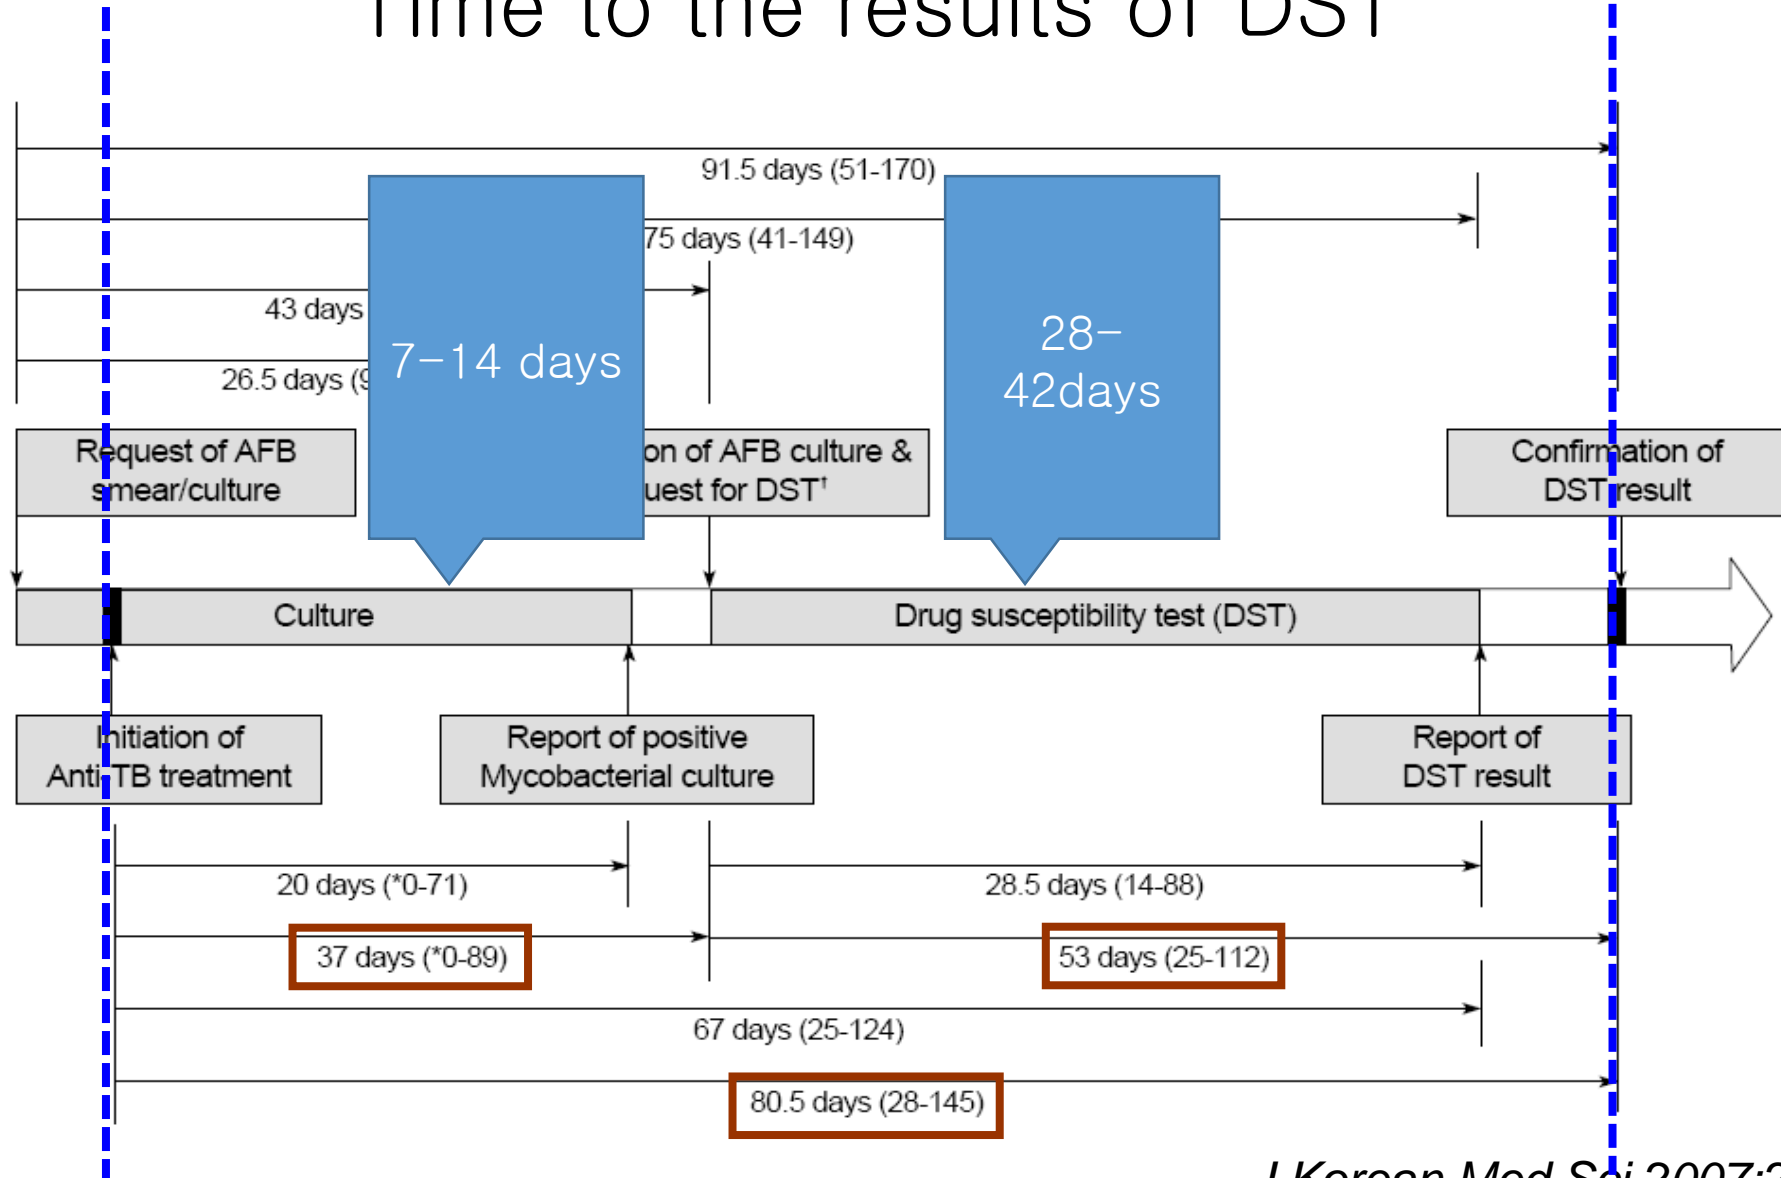 Time to the results of DST
91.5 days (51-170)
75 days (41-149)
43 days
26.5 days (9
7-14 days
28-
42days
Request of AFB
smear/culture
on of AFB culture &
uest for DST†
Confirmation of
DST result
Culture
Drug susceptibility test (DST)
Initiation of
Anti-TB treatment
Report of positive
Mycobacterial culture
Report of
DST result
20 days (*0-71)
28.5 days (14-88)
37 days (*0-89)
53 days (25-112)
67 days (25-124)
80.5 days (28-145)
J Korean Med Sci 2007;